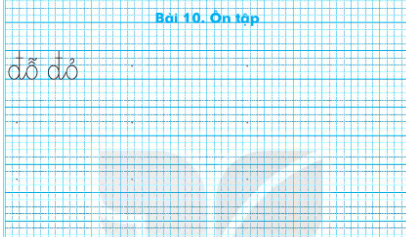 Bài 10. Ôn tập
đỗ đỏ